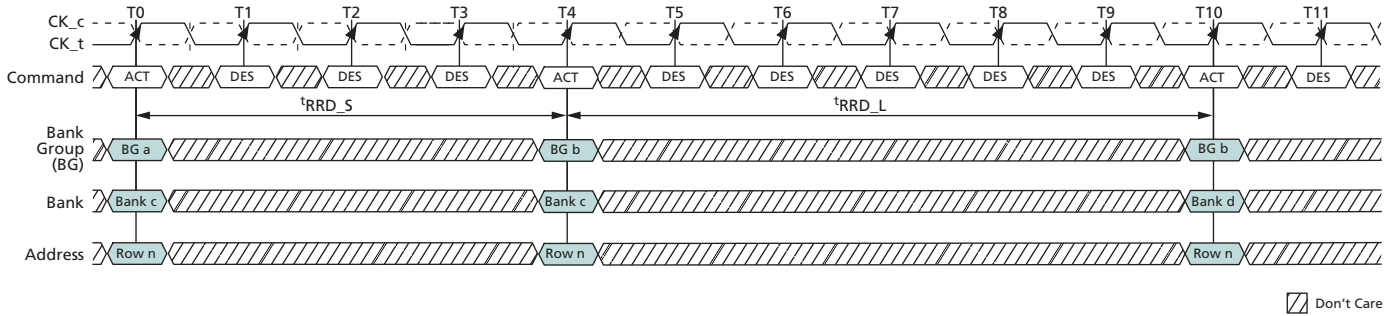 T0 T1 T2 T3 T4 T5 T6 T7 T8 T9 T10 T11
CK_c
CK_t
Command ACT DES DES DES ACT DES DES DES DES DES ACT DES
tRRD_S tRRD_L
Bank
Group
(BG)
BG a BG b BG b
Bank Bank c Bank c Bank d
Address Row n Row n Row n
Don't Care